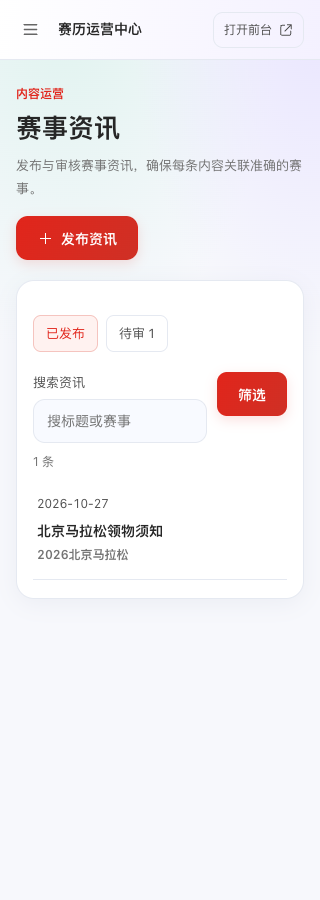 赛历运营中心
打开前台
内容运营
赛事资讯
发布与审核赛事资讯，确保每条内容关联准确的赛
事。
发布资讯
已发布
待审 1
搜索资讯
搜标题或赛事
筛选
1 条
2026-10-27
北京马拉松领物须知
2026北京马拉松